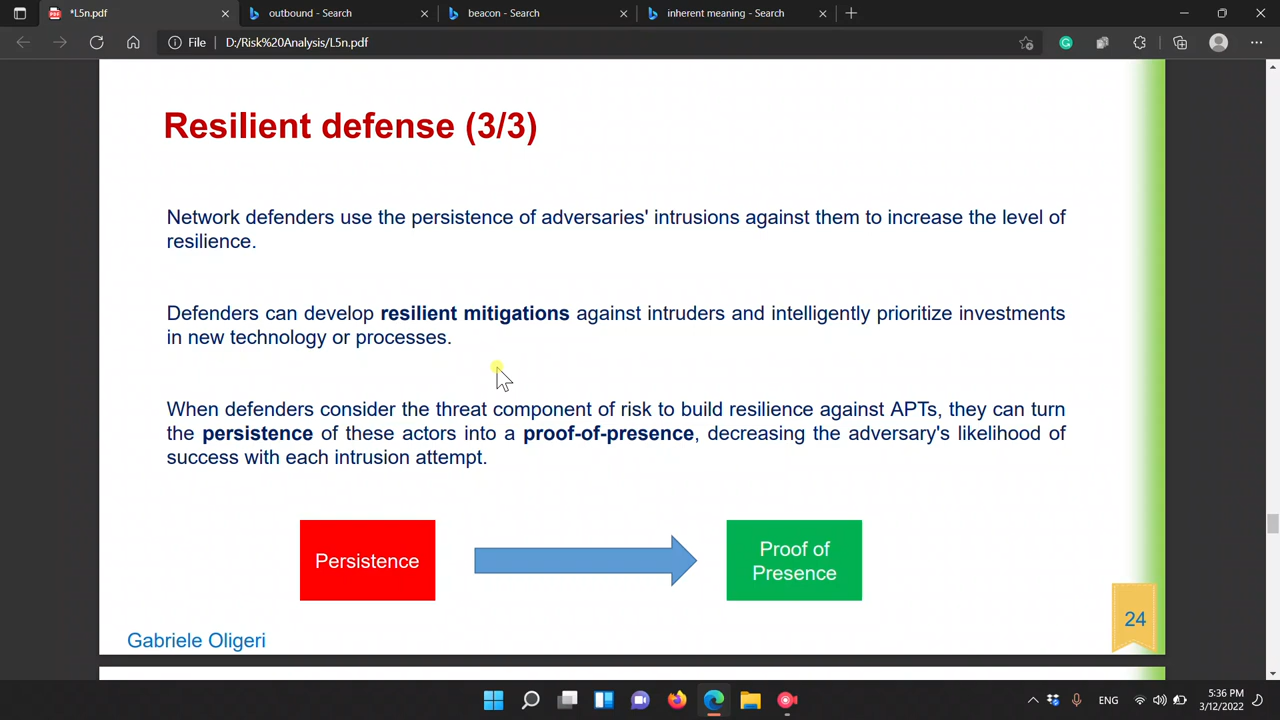 *L5n.pdf
outbound - Search
beacon - Search
inherent meaning - Search
File
D:/Risk%20Analysis/L5n.pdf
Resilient defense (3/3)
Network defenders use the persistence of adversaries' intrusions against them to increase the level of
resilience.
Defenders can develop resilient mitigations against intruders and intelligently prioritize investments
in new technology or processes.
When defenders consider the threat component of risk to build resilience against APTs, they can turn
the persistence of these actors into a proof-of-presence, decreasing the adversary's likelihood of
success with each intrusion attempt.
Persistence
Proof of
Presence
24
Gabriele Oligeri
ENG
5:36 PM
3/12/2022